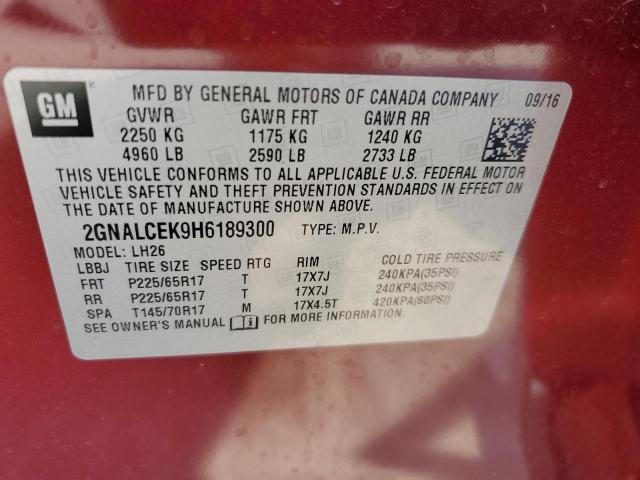 GM
MFD BY GENERAL MOTORS OF CANADA COMPANY 09/16
GVWR GAWR FRT GAWR RR
2250 KG 1175 KG 1240 KG
4960 LB 2590 LB 2733 LB
THIS VEHICLE CONFORMS TO ALL APPLICABLE U.S. FEDERAL MOTOR
VEHICLE SAFETY AND THEFT PREVENTION STANDARDS IN EFFECT ON
THE DATE OF MANUFACTURE SHOWN ABOVE.
2GNALCEK9H6189300 TYPE: M.P.V.
MODEL: LH26
LBBJ TIRE SIZE SPEED RTG RIM COLD TIRE PRESSURE
FRT P225/65R17 T 17X7J 240KPA(35PSI)
RR P225/65R17 T 17X7J 240KPA(35PSI)
SPA T145/70R17 M 17X4.5T 420KPA(60PSI)
SEE OWNER'S MANUAL FOR MORE INFORMATION.